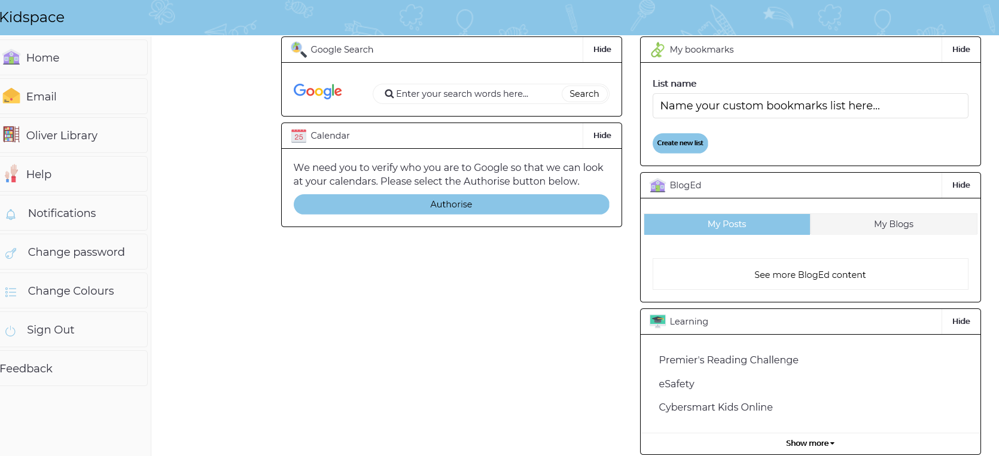 Kidspace
Home
Email
Oliver Library
Help
Notifications
Change password
Change Colours
Sign Out
Feedback
Google Search
Hide
Google
Enter your search words here...
Search
25
Calendar
Hide
We need you to verify who you are to Google so that we can look
at your calendars. Please select the Authorise button below.
Authorise
My bookmarks
Hide
List name
Name your custom bookmarks list here...
Create new list
BlogEd
Hide
My Posts
My Blogs
See more BlogEd content
Learning
Hide
Premier's Reading Challenge
eSafety
Cybersmart Kids Online
Show more